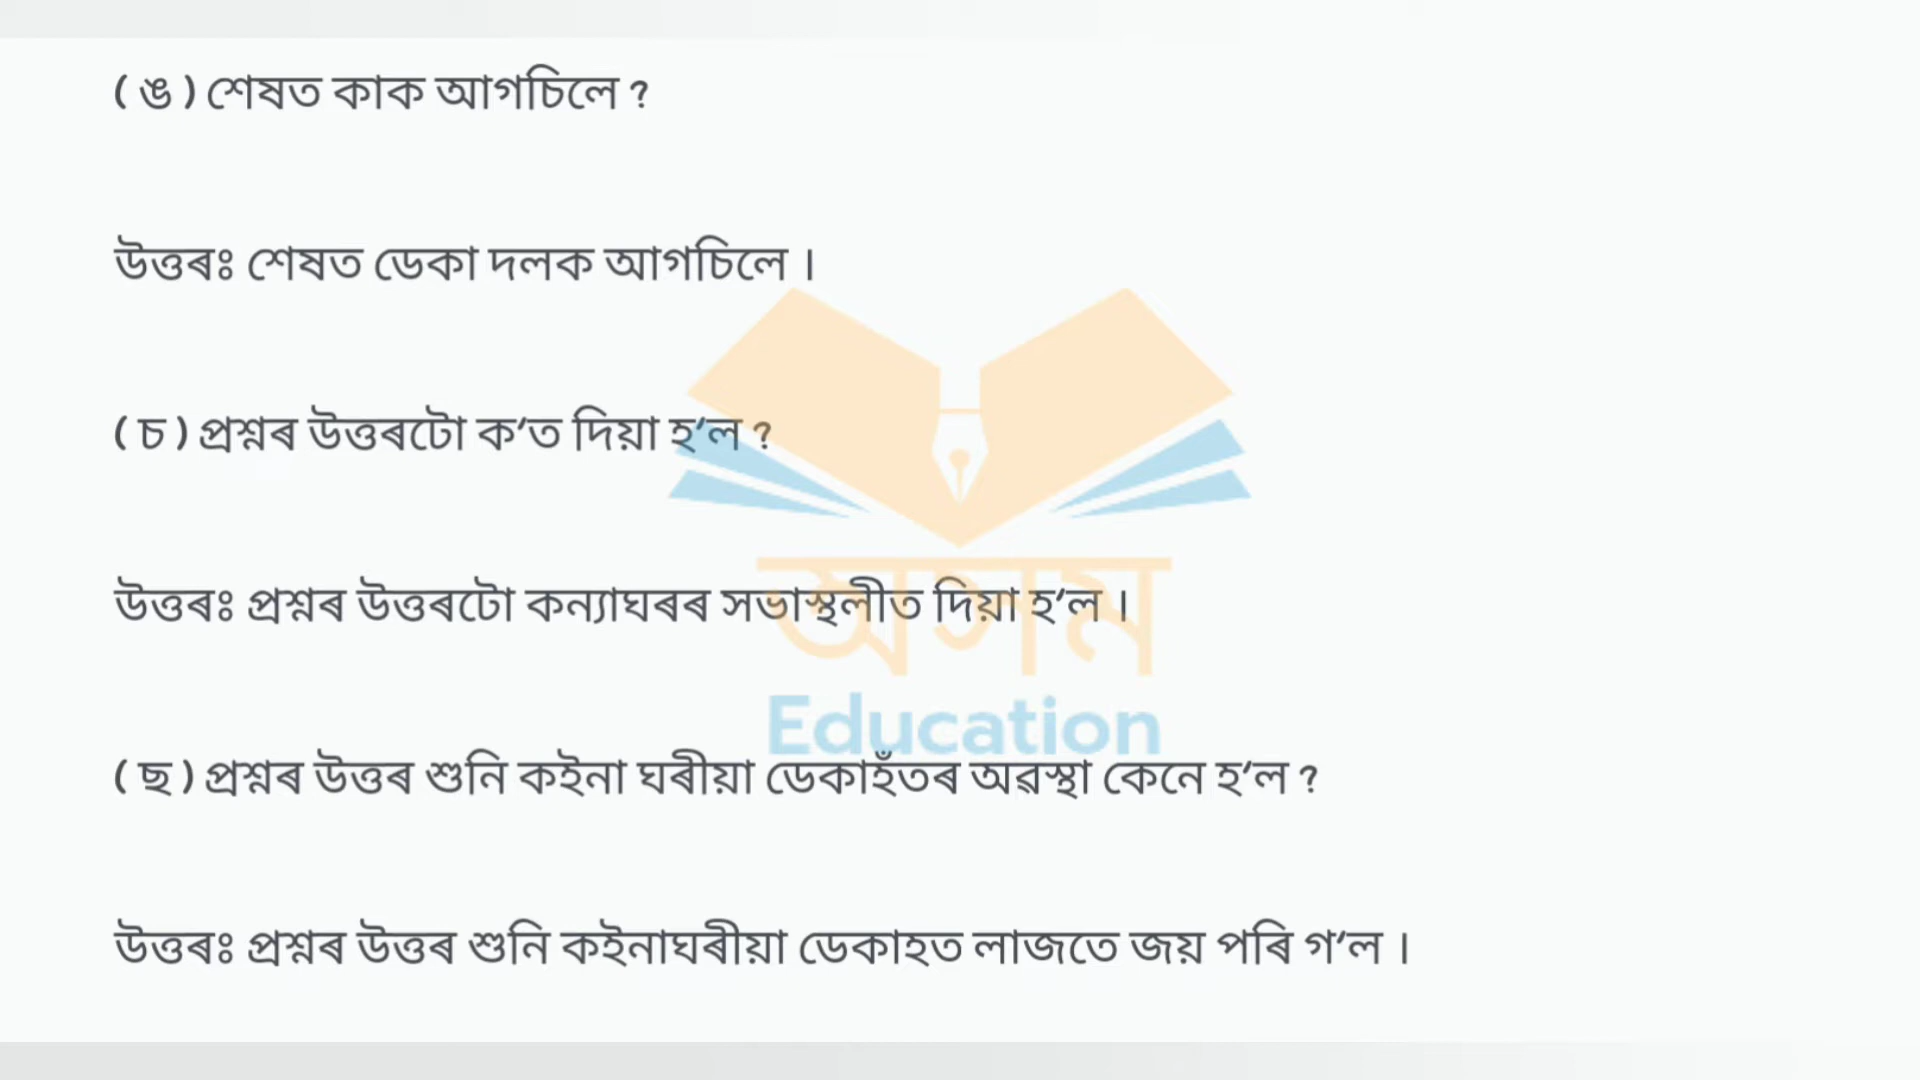 ( ঙ ) শেষত কাক আগচিলে ?
উত্তৰঃ শেষত ডেকা দলক আগচিলে ।
( চ ) প্ৰশ্নৰ উত্তৰটো ক’ত দিয়া হ’ল ?
উত্তৰঃ প্ৰশ্নৰ উত্তৰটো কন্যাঘৰৰ সভাস্থলীত দিয়া হ’ল ।
অসম
Education
( ছ ) প্ৰশ্নৰ উত্তৰ শুনি কইনা ঘৰীয়া ডেকাহঁতৰ অৱস্থা কেনে হ’ল ?
উত্তৰঃ প্ৰশ্নৰ উত্তৰ শুনি কইনাঘৰীয়া ডেকাহত লাজতে জয় পৰি গ’ল ।